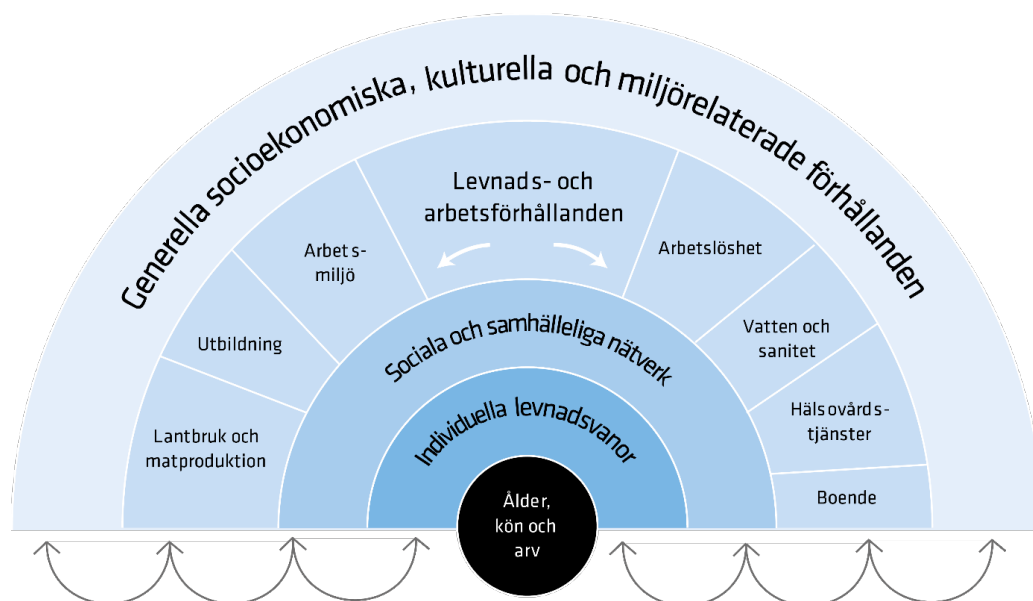 Generella socioekonomiska, kulturella och miljörelaterade förhållanden
Levnads- och
arbetsförhållanden
Arbets-
miljö
Arbetslöshet
Utbildning
Vatten och
sanitet
Lantbruk och
matproduktion
Hälsovårds-
tjänster
Boende
Sociala och samhälleliga nätverk
Individuella levnadsvanor
Ålder,
kön och
arv